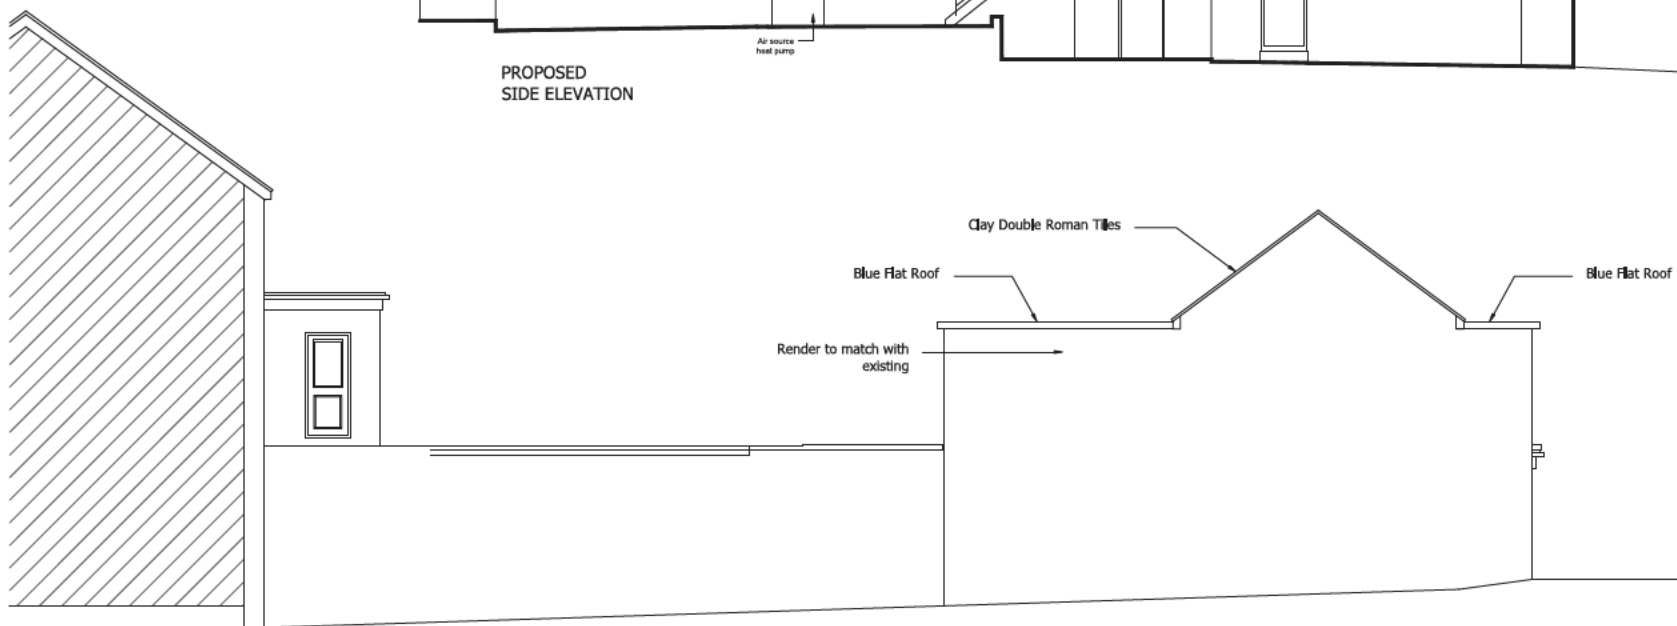 Air source
heat pump
PROPOSED
SIDE ELEVATION
Clay Double Roman Tiles
Blue Flat Roof
Blue Flat Roof
Render to match with
existing